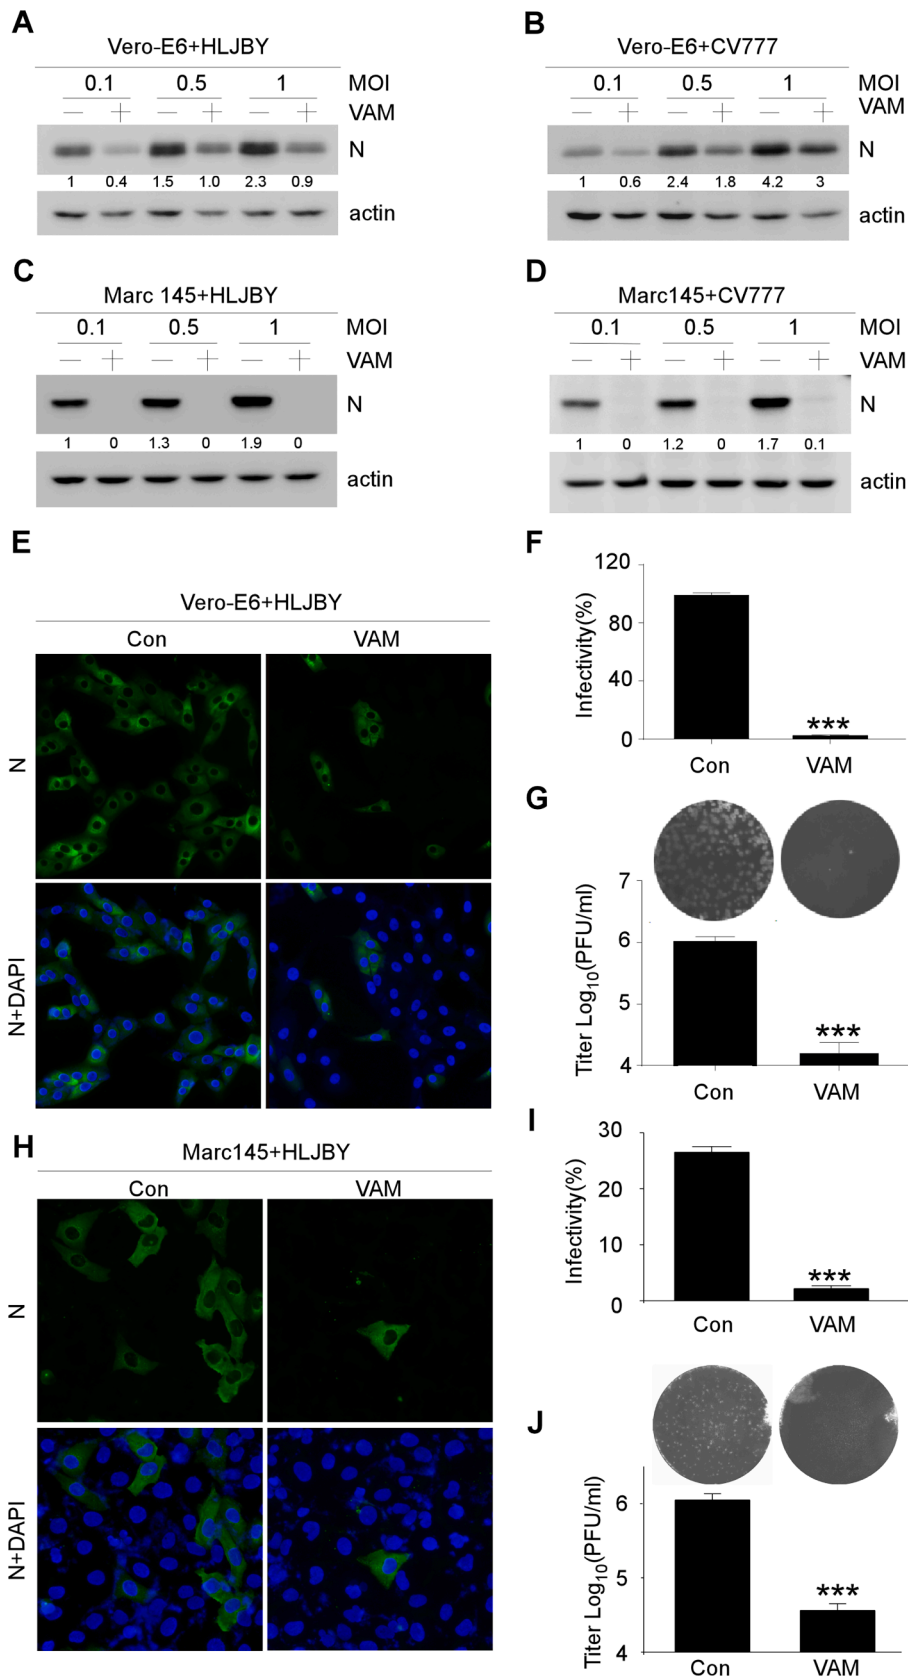 A
Vero-E6+HLJBY
0.1 0.5 1 MOI
— + — + — + VAM
N
1 0.4 1.5 1.0 2.3 0.9
actin
B
Vero-E6+CV777
0.1 0.5 1 MOI
— + — + — + VAM
N
1 0.6 2.4 1.8 4.2 3
actin
C
Marc 145+HLJBY
0.1 0.5 1 MOI
— + — + — + VAM
N
1 0 1.3 0 1.9 0
actin
D
Marc145+CV777
0.1 0.5 1 MOI
— + — + — + VAM
N
1 0 1.2 0 1.7 0.1
actin
E
Vero-E6+HLJBY
Con VAM
N
N+DAPI
F
Infectivity(%)
120
80
40
0
***
Con VAM
G
Titer Log10(PFU/ml)
7
6
5
4
***
Con VAM
H
Marc145+HLJBY
Con VAM
N
N+DAPI
I
Infectivity(%)
30
20
10
0
***
Con VAM
J
Titer Log10(PFU/ml)
6
5
4
***
Con VAM